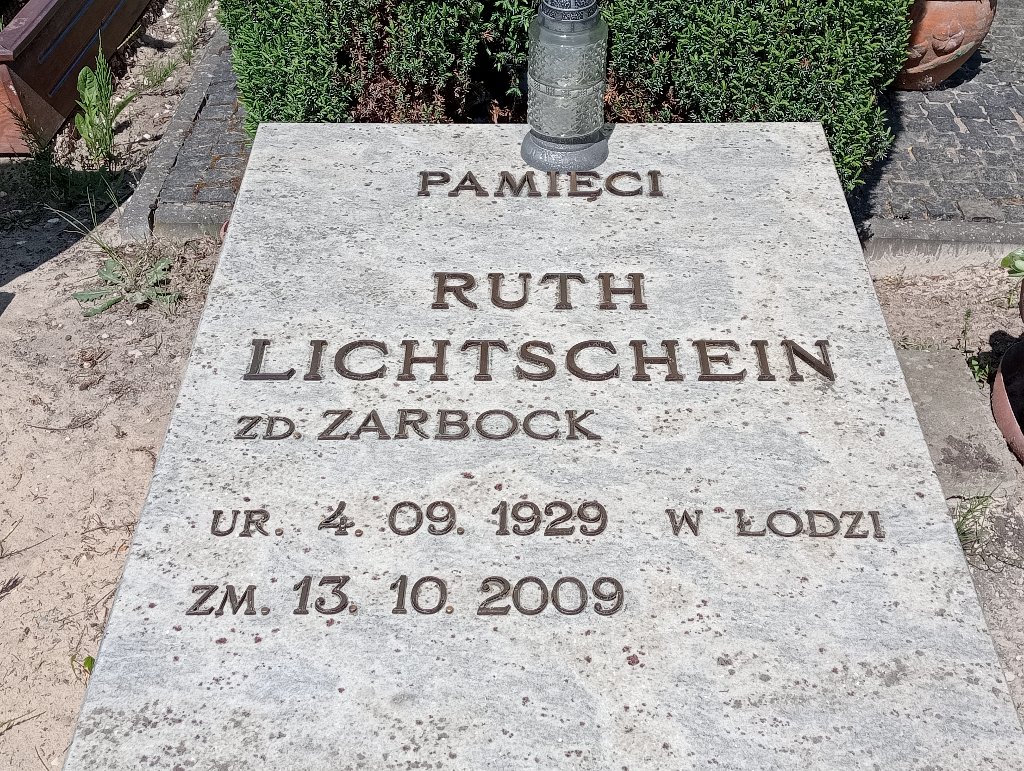 PAMIĘCI
RUTH
LICHTSCHEIN
ZD. ZARBOCK
UR. 4. 09. 1929 W ŁODZI
ZM. 13. 10. 2009